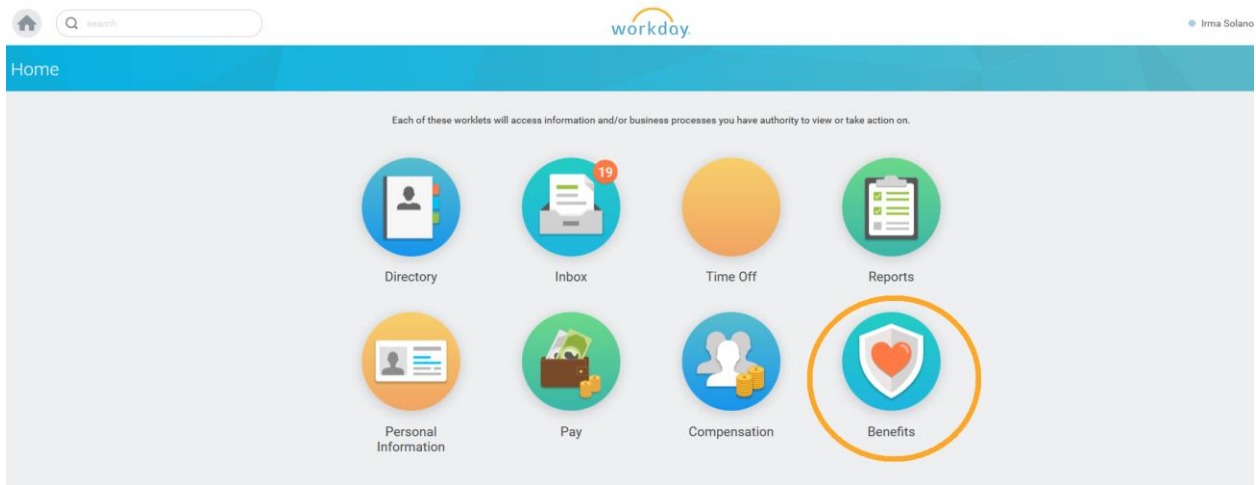 search
workday.
Irma Solano
Home
Each of these worklets will access information and/or business processes you have authority to view or take action on.
19
Directory
Inbox
Time Off
Reports
Personal
Information
Pay
Compensation
Benefits